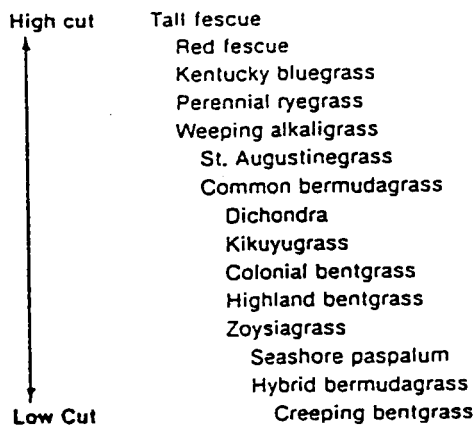 High cut Tall fescue
Red fescue
Kentucky bluegrass
Perennial ryegrass
Weeping alkaligrass
St. Augustinegrass
Common bermudagrass
Dichondra
Kikuyugrass
Colonial bentgrass
Highland bentgrass
Zoysiagrass
Seashore paspalum
Hybrid bermudagrass
Low Cut Creeping bentgrass